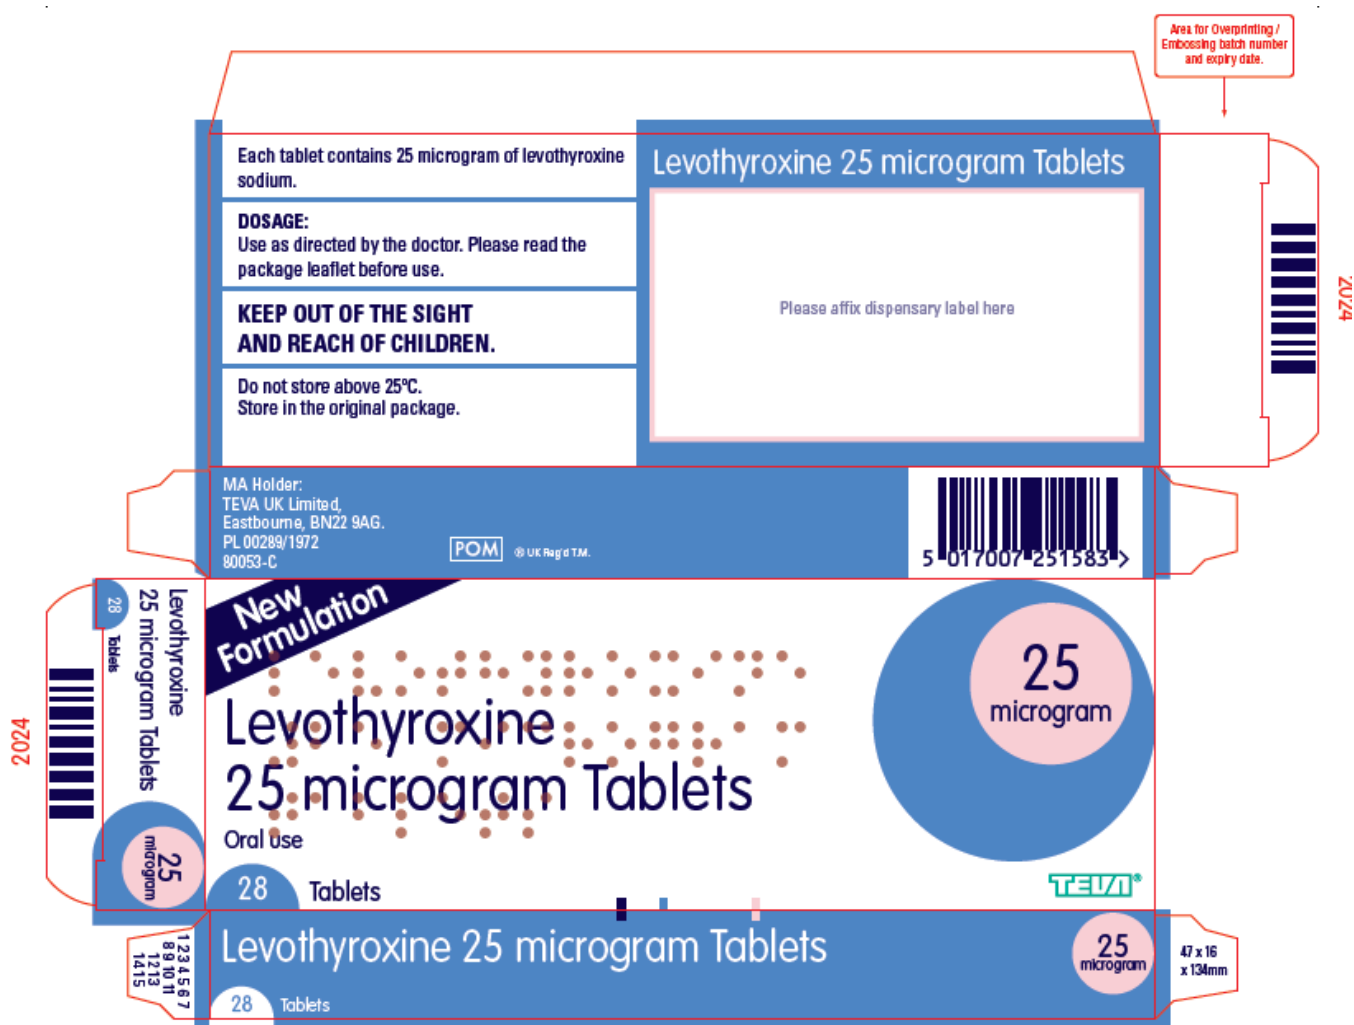 Area for Overprinting /
Embossing batch number
and expiry date.
Each tablet contains 25 microgram of levothyroxine
sodium.
DOSAGE:
Use as directed by the doctor. Please read the
package leaflet before use.
KEEP OUT OF THE SIGHT
AND REACH OF CHILDREN.
Do not store above 25°C.
Store in the original package.
Levothyroxine 25 microgram Tablets
Please affix dispensary label here
2024
MA Holder:
TEVA UK Limited,
Eastbourne, BN22 9AG.
PL 00289/1972
80053-C
POM
® UK Reg'd T.M.
5 017007 251583 >
2024
28
Tablets
Levothyroxine
25 microgram Tablets
25
microgram
New
Formulation
Levothyroxine
25 microgram Tablets
Oral use
28 Tablets
25
microgram
TEVA®
1 2 3 4 5 6 7
8 9 10 11
12 13
14 15
Levothyroxine 25 microgram Tablets
28 Tablets
25
microgram
47 x 16
x 134mm